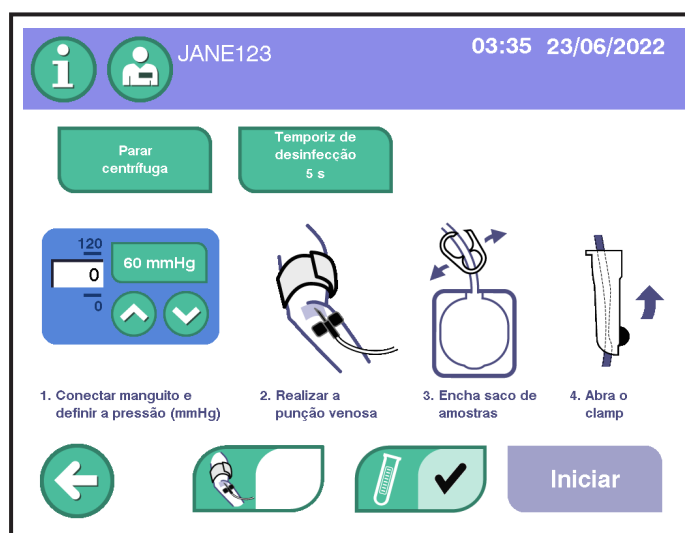 JANE123
03:35 23/06/2022
Parar
centrífuga
Temporiz de
desinfecção
5 s
120
0
60 mmHg
0
1. Conectar manguito e
definir a pressão (mmHg)
2. Realizar a
punção venosa
3. Encha saco de
amostras
4. Abra o
clamp
Iniciar